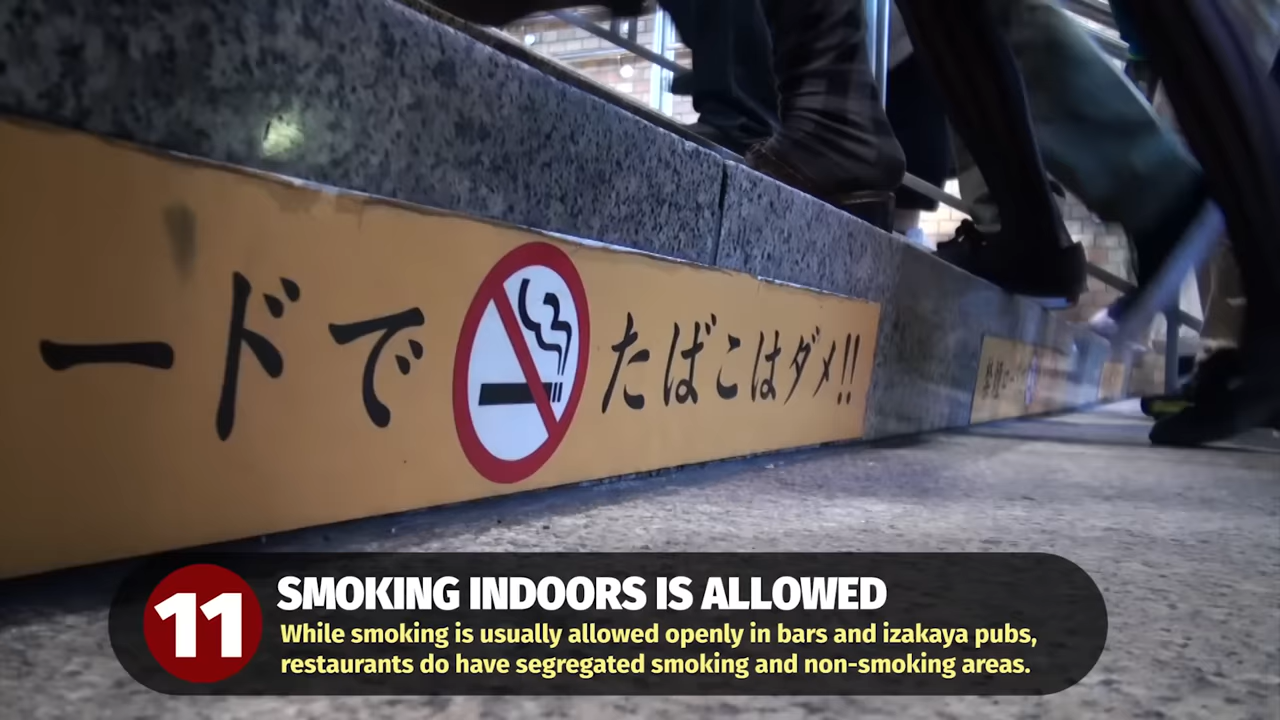 ードで たばこはダメ!!
11
SMOKING INDOORS IS ALLOWED
While smoking is usually allowed openly in bars and izakaya pubs,
restaurants do have segregated smoking and non-smoking areas.